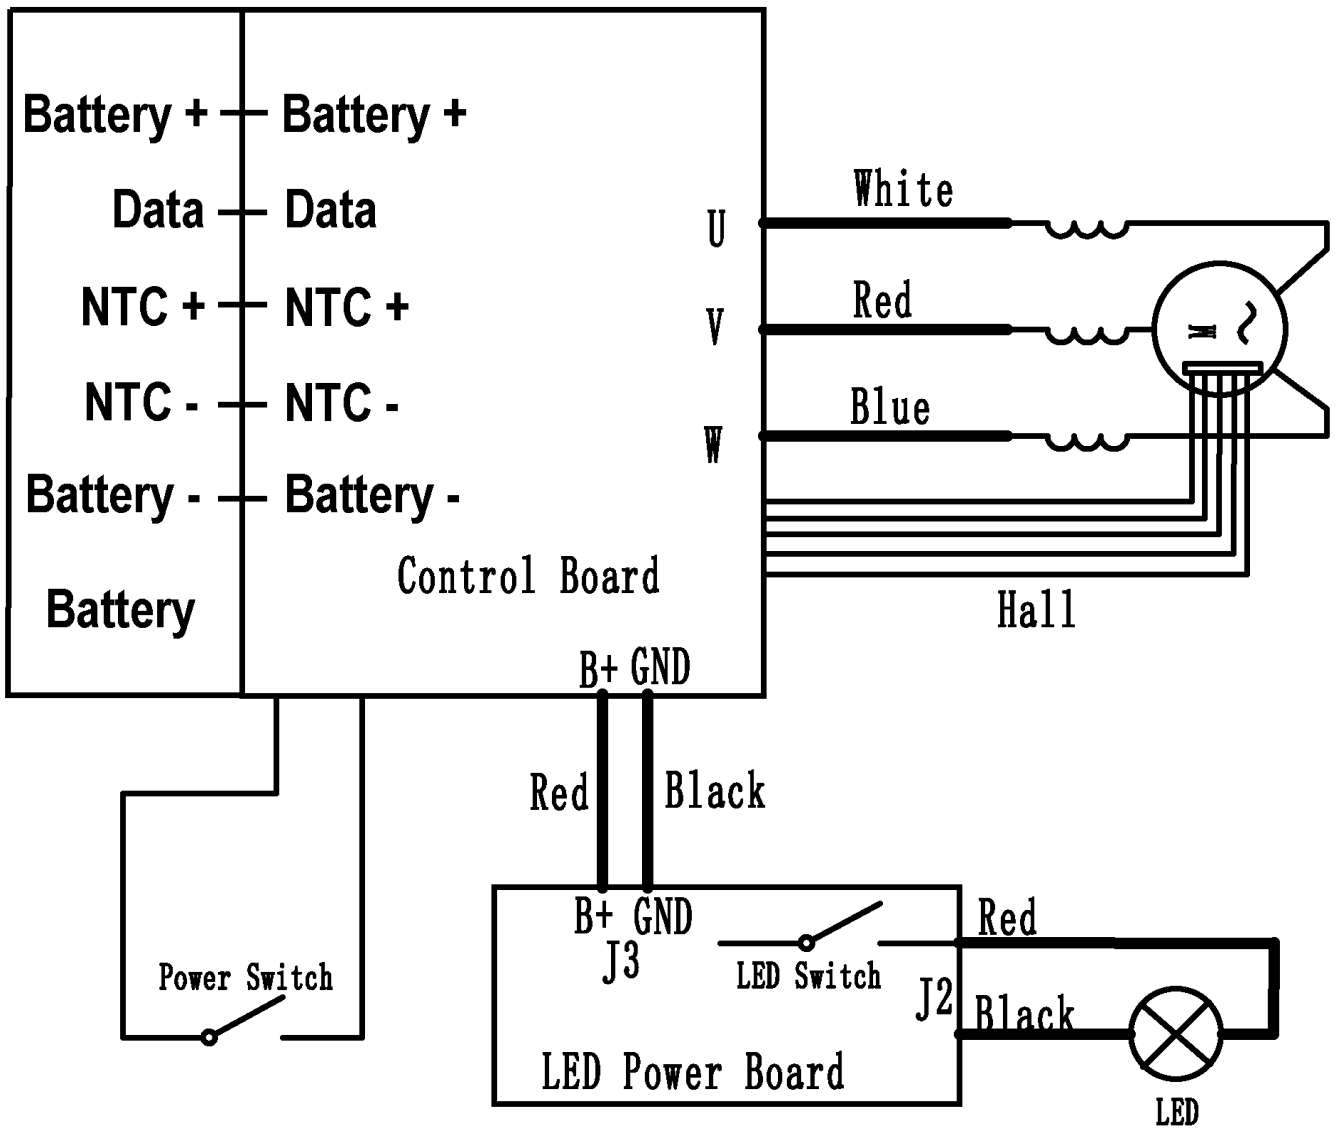 Battery + Battery +
Data Data
NTC + NTC +
NTC - NTC -
Battery - Battery -
Battery
Control Board
U
White
V
Red
W
Blue
M ~
Hall
B+ GND
Red Black
B+ GND
J3
LED Switch
J2
Red
Black
LED Power Board
LED
Power Switch